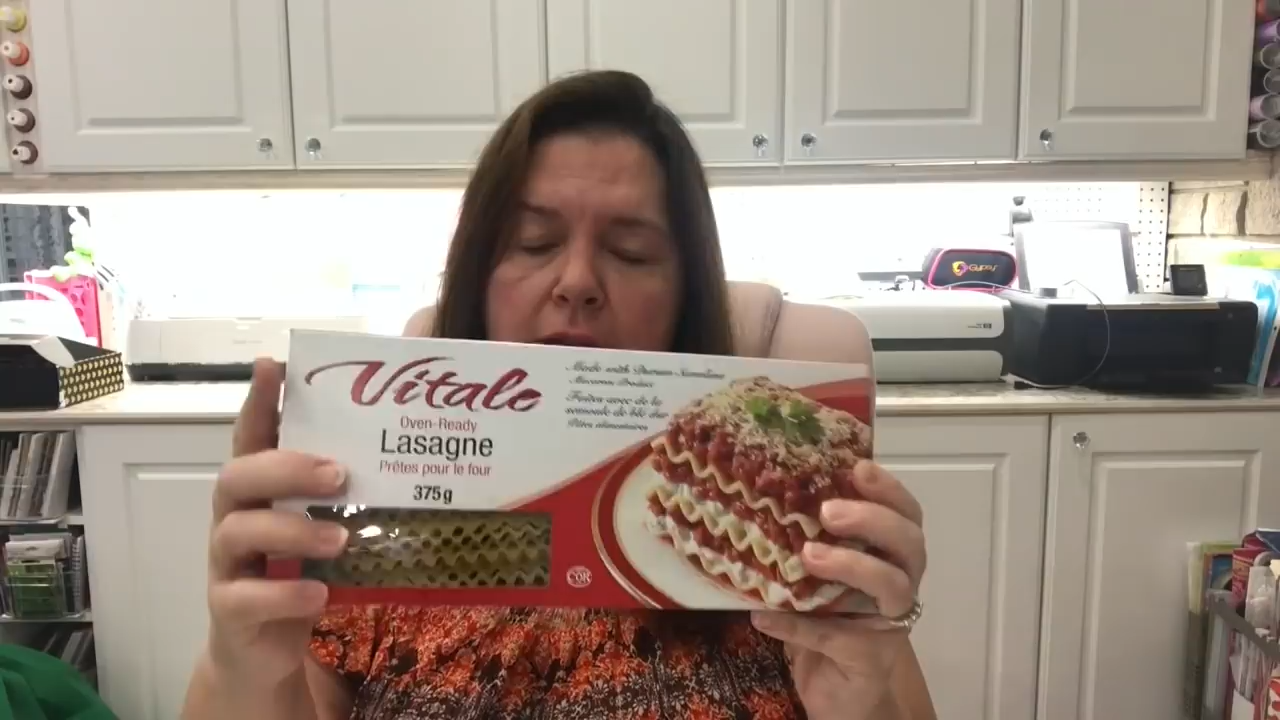 Gypsy
Vitale
Oven-Ready
Lasagne
Prêtes pour le four
375g
Made with Durum Semolina
Macaroni Product
Faites avec de la
semoule de blé dur
Pâtes alimentaires
COR
hp